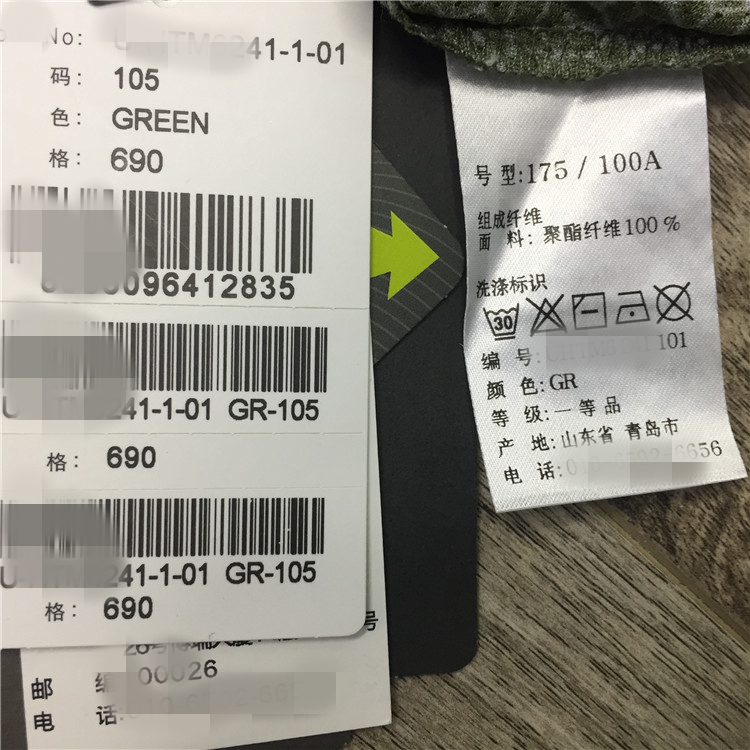 No: 241-1-01
码: 105
色: GREEN
格: 690
096412835
241-1-01 GR-105
格: 690
241-1-01 GR-105
格: 690
号
邮 编 00026
电 话:
号 型:175 / 100A
组成纤维
面 料: 聚酯纤维100%
洗涤标识
30
编 号: 101
颜 色:GR
等 级:一等品
产 地:山东省 青岛市
电 话: 6656